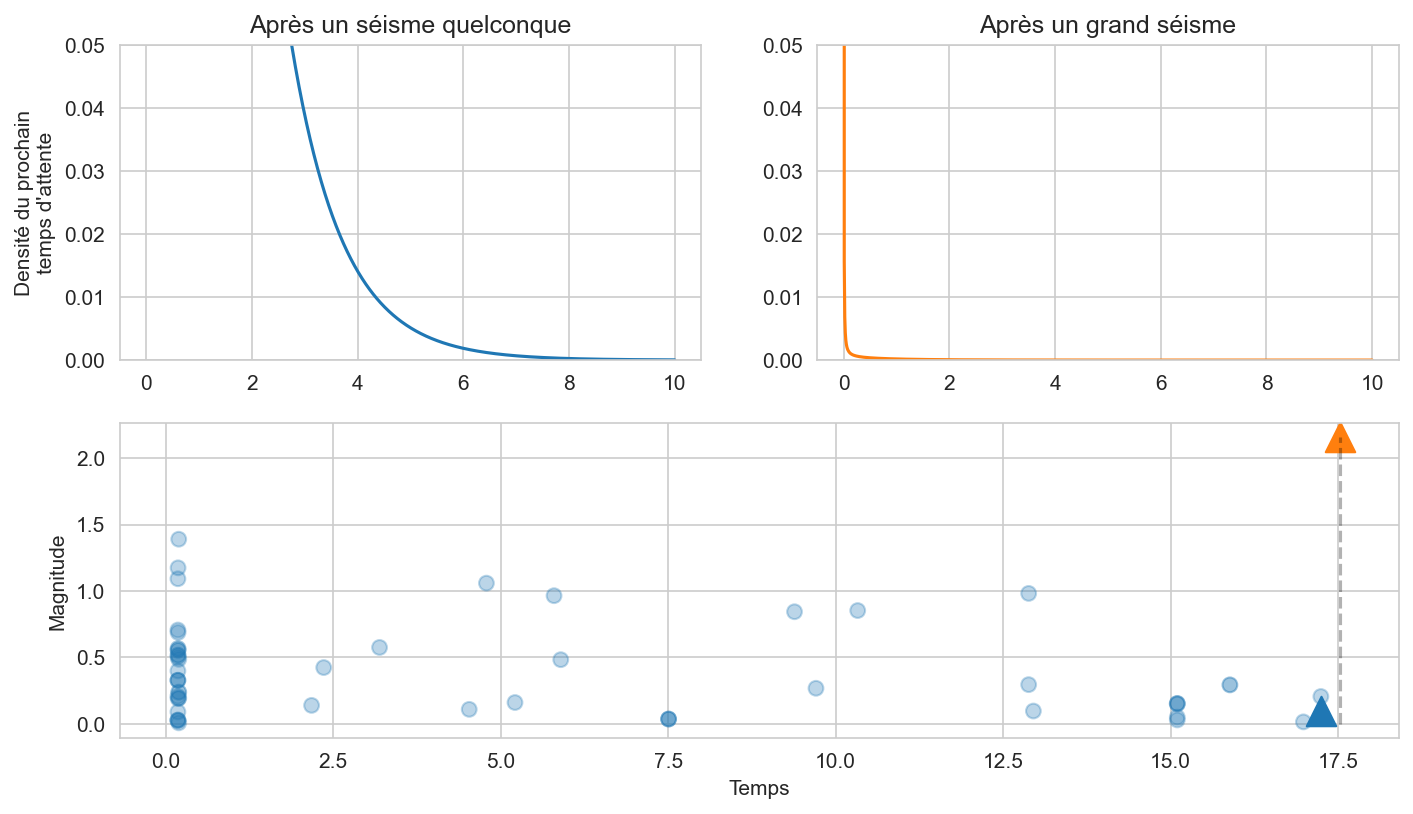 Après un séisme quelconque
Après un grand séisme
Densité du prochain
temps d'attente
0.05
0.04
0.03
0.02
0.01
0.00
0 2 4 6 8 10
0.05
0.04
0.03
0.02
0.01
0.00
0 2 4 6 8 10
Magnitude
2.0
1.5
1.0
0.5
0.0
0.0 2.5 5.0 7.5 10.0 12.5 15.0 17.5
Temps